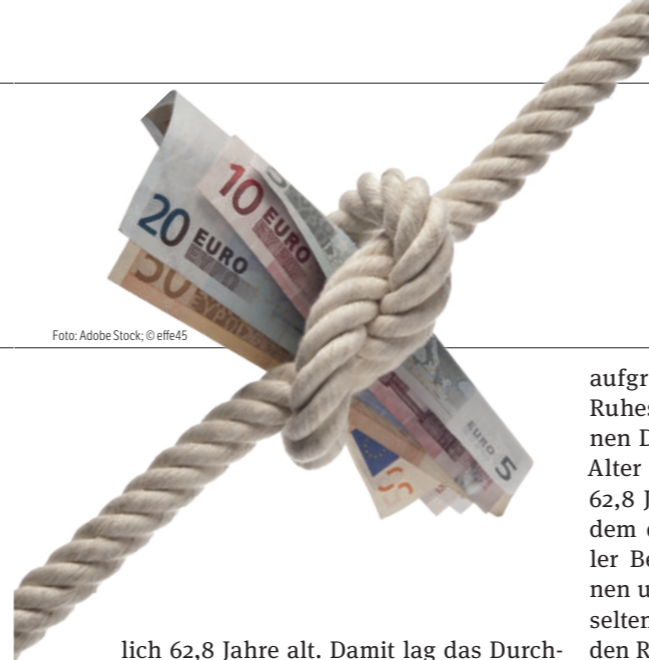 20 EURO
10 EURO
50
EURO 5
Foto: Adobe Stock; © effe45
lich 62,8 Jahre alt. Damit lag das Durch-
aufgr
Ruhes
nen D
Alter
62,8 J
dem
ler Be
nen u
selten
den R